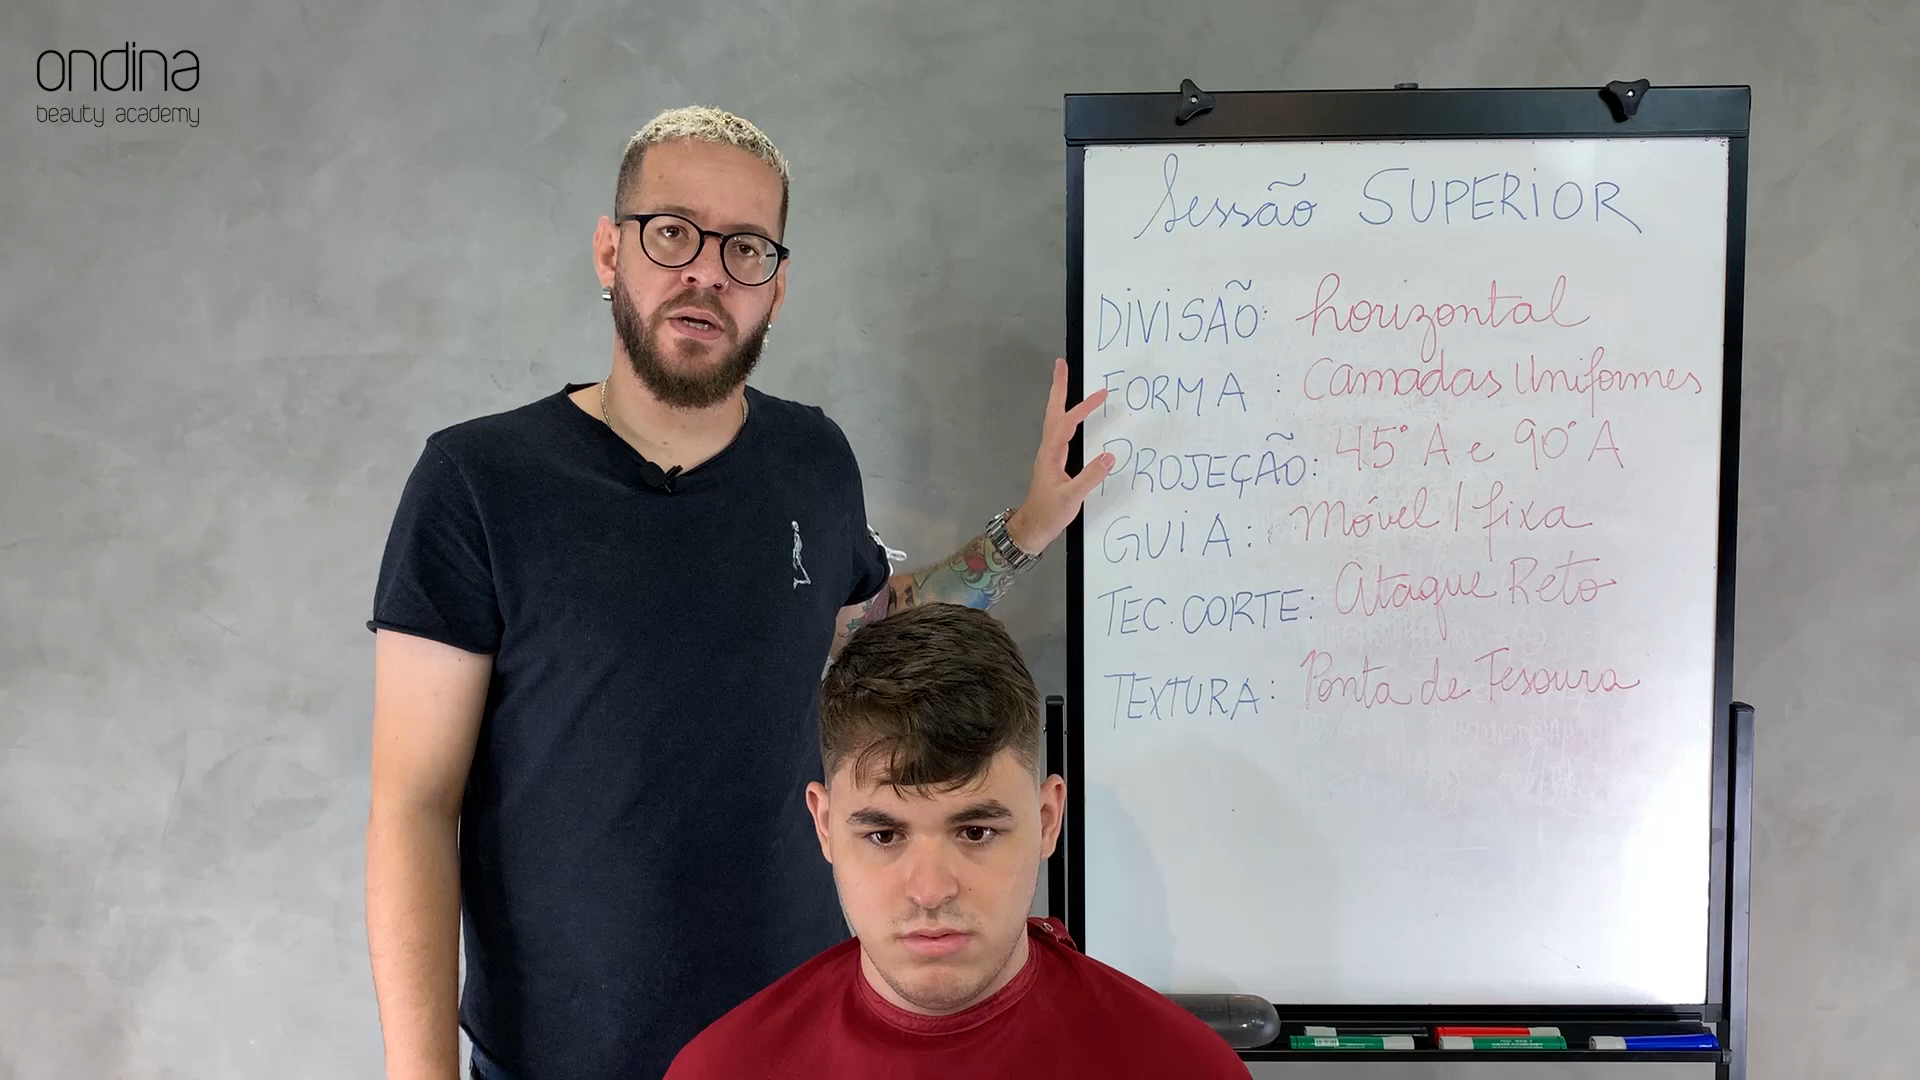 ondina
beauty academy
Sessão SUPERIOR
DIVISÃO: horizontal
FORMA: Camadas Uniformes
PROJEÇÃO: 45° A e 90° A
GUIA: Móvel / fixa
TEC. CORTE: Ataque Reto
TEXTURA: Ponta de Tesoura